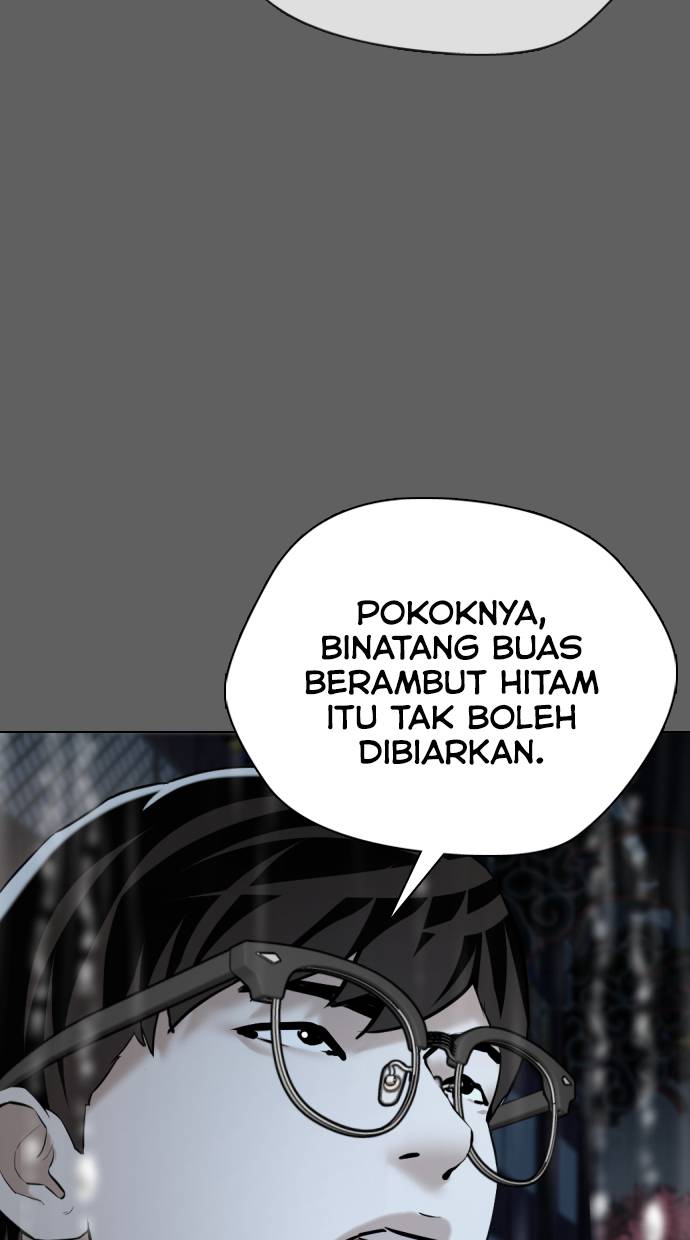 POKOKNYA,
BINATANG BUAS
BERAMBUT HITAM
ITU TAK BOLEH
DIBIARKAN.